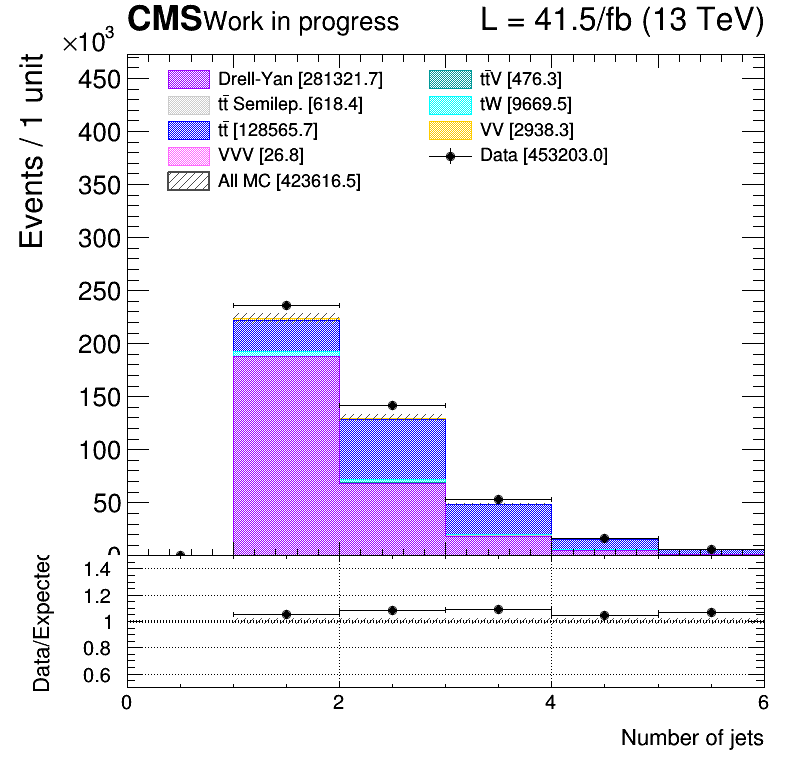 CMS Work in progress L = 41.5/fb (13 TeV)
×10³
Events / 1 unit
450
400
350
300
250
200
150
100
50
0
Drell-Yan [281321.7]
tt̄ Semilep. [618.4]
tt̄ [128565.7]
VVV [26.8]
All MC [423616.5]
tt̄V [476.3]
tW [9669.5]
VV [2938.3]
Data [453203.0]
Data/Expected
1.4
1.2
1
0.8
0.6
0 2 4 6
Number of jets